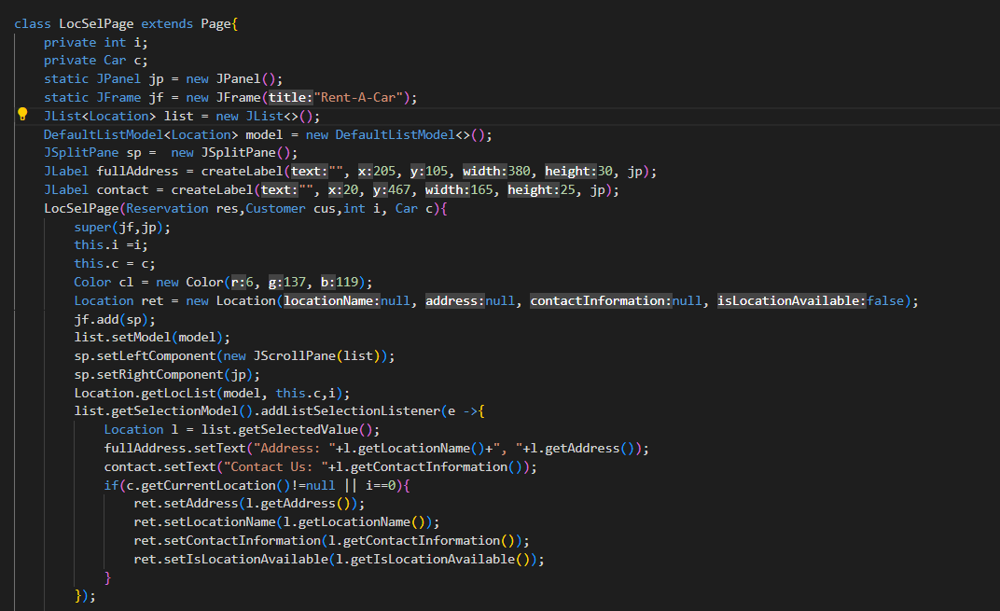 class LocSelPage extends Page{
    private int i;
    private Car c;
    static JPanel jp = new JPanel();
    static JFrame jf = new JFrame(title:"Rent-A-Car");
    JList<Location> list = new JList<>();
    DefaultListModel<Location> model = new DefaultListModel<>();
    JSplitPane sp =  new JSplitPane();
    JLabel fullAddress = createLabel(text:"", x:205, y:105, width:380, height:30, jp);
    JLabel contact = createLabel(text:"", x:20, y:467, width:165, height:25, jp);
    LocSelPage(Reservation res,Customer cus,int i, Car c){
        super(jf,jp);
        this.i =i;
        this.c = c;
        Color cl = new Color(r:6, g:137, b:119);
        Location ret = new Location(locationName:null, address:null, contactInformation:null, isLocationAvailable:false);
        jf.add(sp);
        list.setModel(model);
        sp.setLeftComponent(new JScrollPane(list));
        sp.setRightComponent(jp);
        Location.getLocList(model, this.c,i);
        list.getSelectionModel().addListSelectionListener(e ->{
            Location l = list.getSelectedValue();
            fullAddress.setText("Address: "+l.getLocationName()+", "+l.getAddress());
            contact.setText("Contact Us: "+l.getContactInformation());
            if(c.getCurrentLocation()!=null || i==0){
                ret.setAddress(l.getAddress());
                ret.setLocationName(l.getLocationName());
                ret.setContactInformation(l.getContactInformation());
                ret.setIsLocationAvailable(l.getIsLocationAvailable());
            }
        });